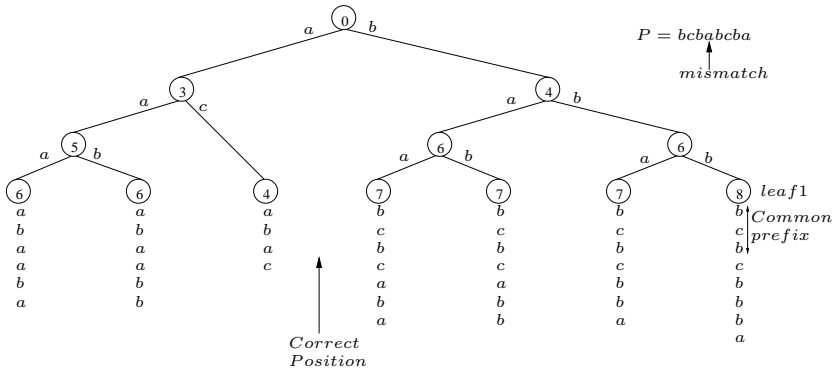 0
a b
P = bcbabcba
mismatch
3 4
a c a b
5 6 6
a b a b a b
6 6 4 7 7 7 8 leaf1
a a a b b b b
b b b c c c c Common
a a a b b b b prefix
a a c c c c c
b b a a b b
a b b b b b
a b a b
a
Correct
Position